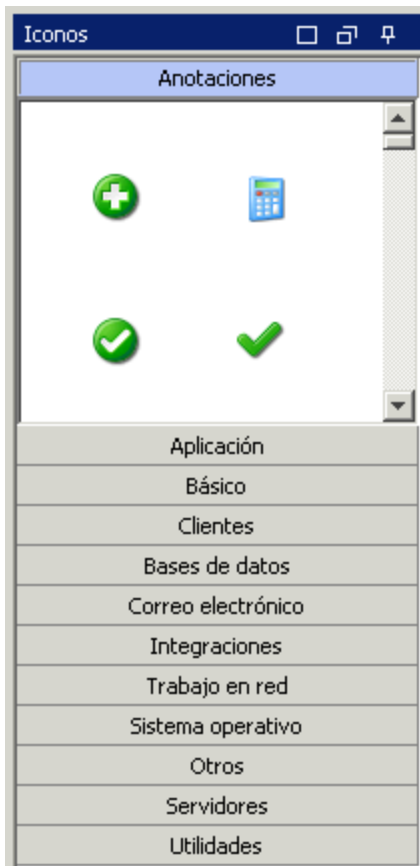 Iconos
Anotaciones
Aplicación
Básico
Clientes
Bases de datos
Correo electrónico
Integraciones
Trabajo en red
Sistema operativo
Otros
Servidores
Utilidades